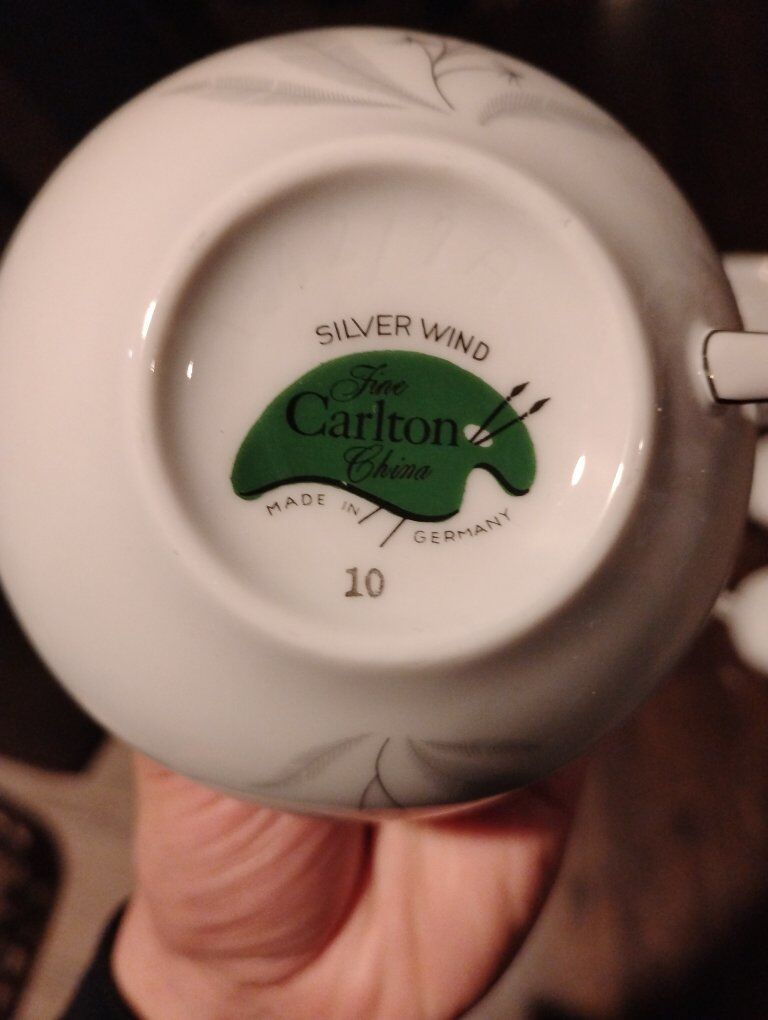 SILVER WIND
Fine
Carlton
China
MADE IN GERMANY
10